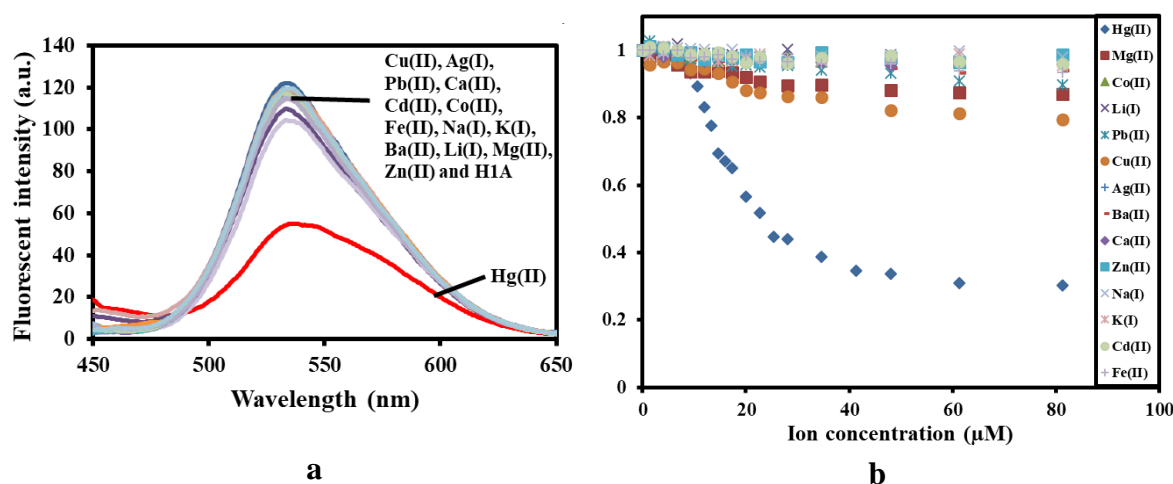 140
120
100
80
60
40
20
0
Fluorescent intensity (a.u.)
Cu(II), Ag(I),
Pb(II), Ca(II),
Cd(II), Co(II),
Fe(II), Na(I), K(I),
Ba(II), Li(I), Mg(II),
Zn(II) and H1A
Hg(II)
450 500 550 600 650
Wavelength (nm)
a
b
1
0.8
0.6
0.4
0.2
0
0 20 40 60 80 100
Ion concentration (µM)
Hg(II)
Mg(II)
Co(II)
Li(I)
Pb(II)
Cu(II)
Ag(II)
Ba(II)
Ca(II)
Zn(II)
Na(I)
K(I)
Cd(II)
Fe(II)
a
b